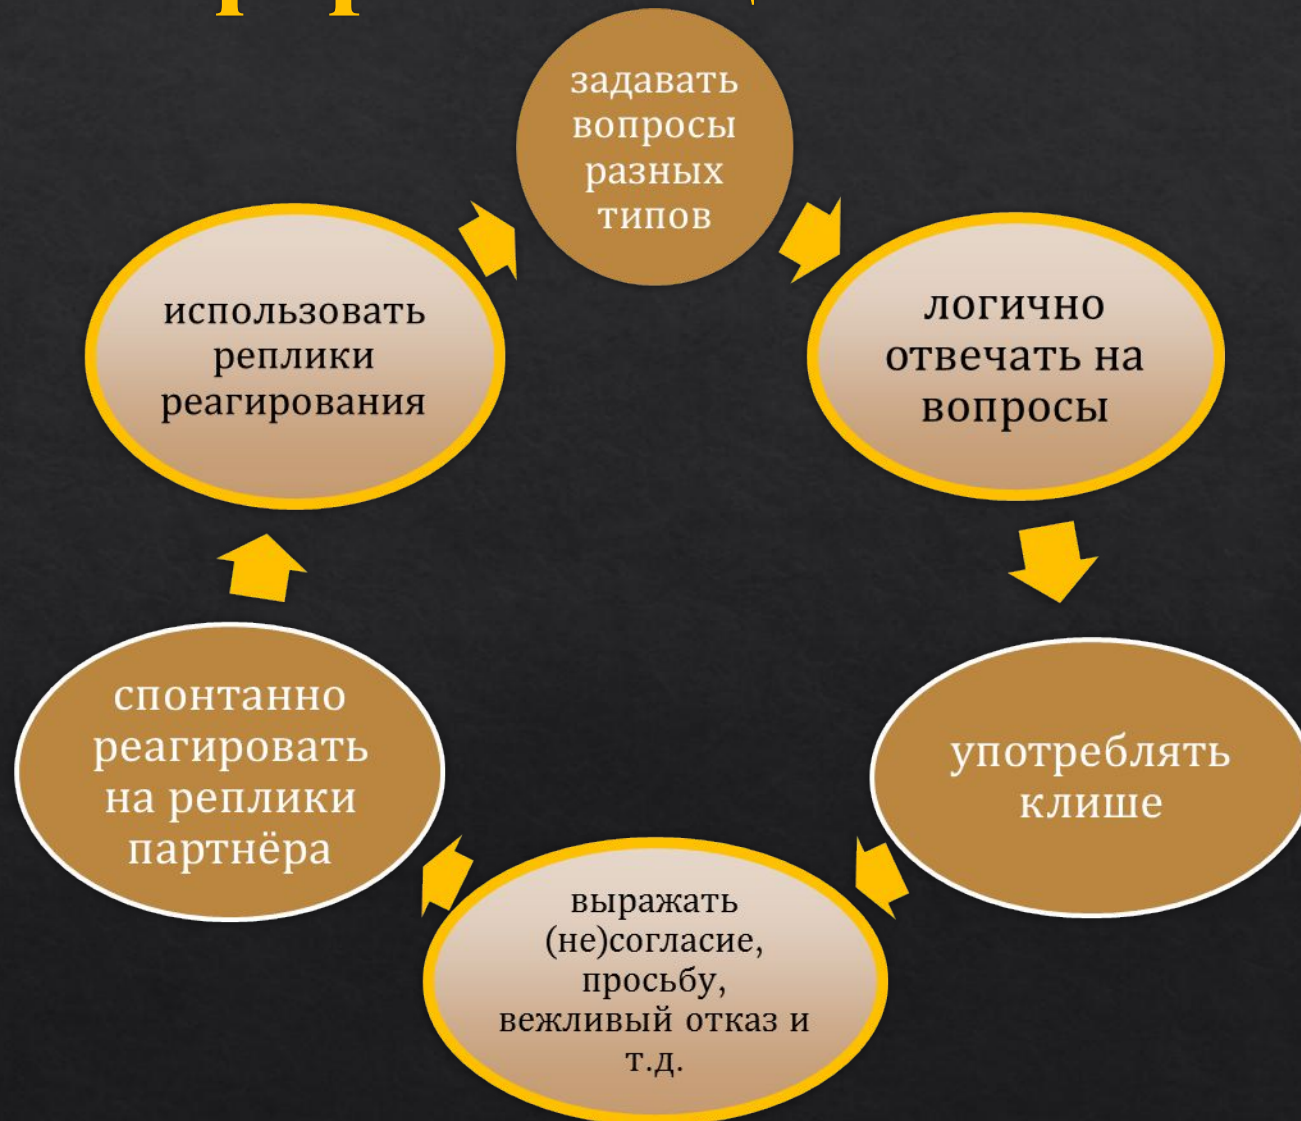 задавать
вопросы
разных
типов
логично
отвечать на
вопросы
употреблять
клише
выражать
(не)согласие,
просьбу,
вежливый отказ и
т.д.
спонтанно
реагировать
на реплики
партнёра
использовать
реплики
реагирования